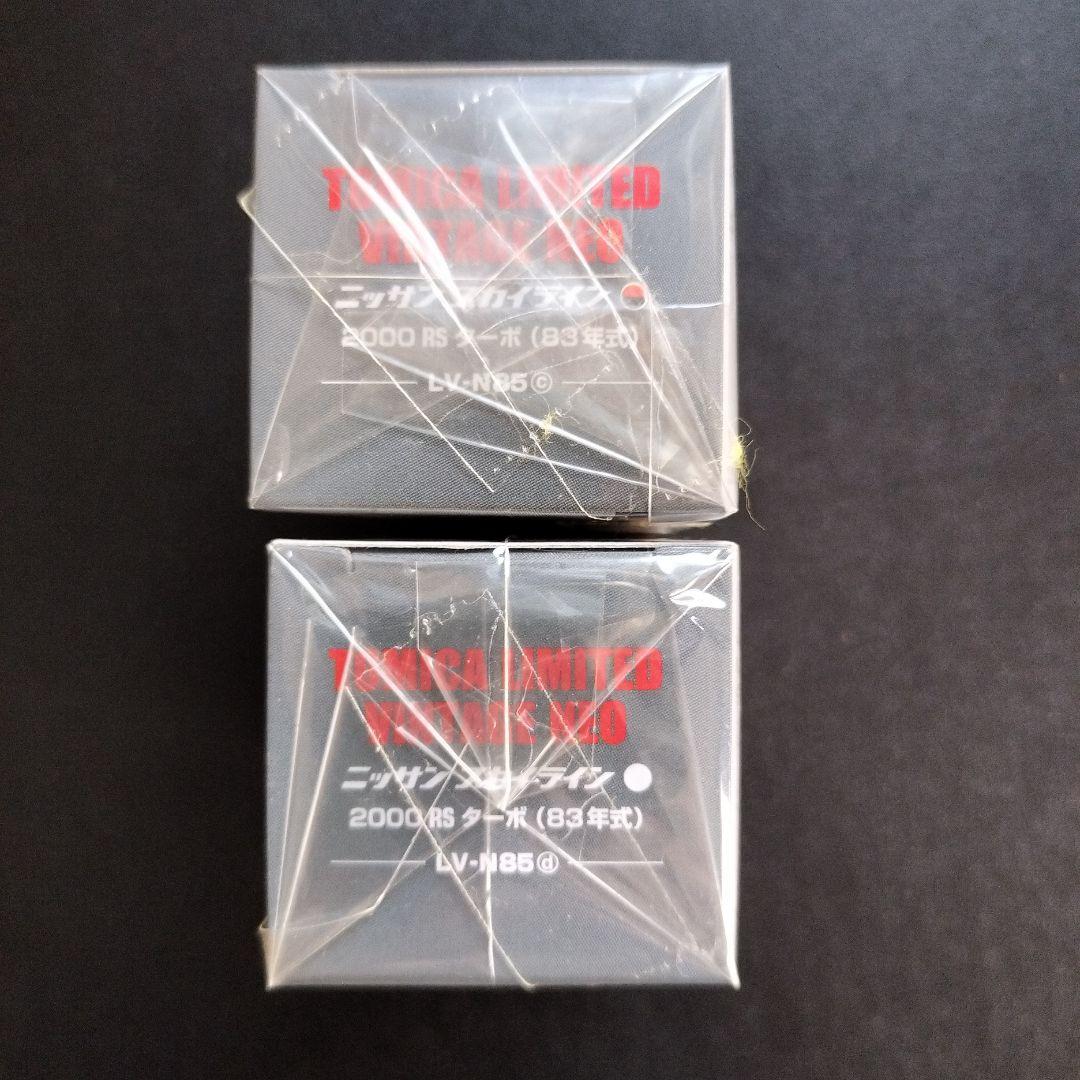 TOMICA LIMITED
VINTAGE NEO
ニッサン スカイライン
2000 RS ターボ (83年式)
LV-N85ⓒ
TOMICA LIMITED
VINTAGE NEO
ニッサン スカイライン
2000 RS ターボ (83年式)
LV-N85ⓓ